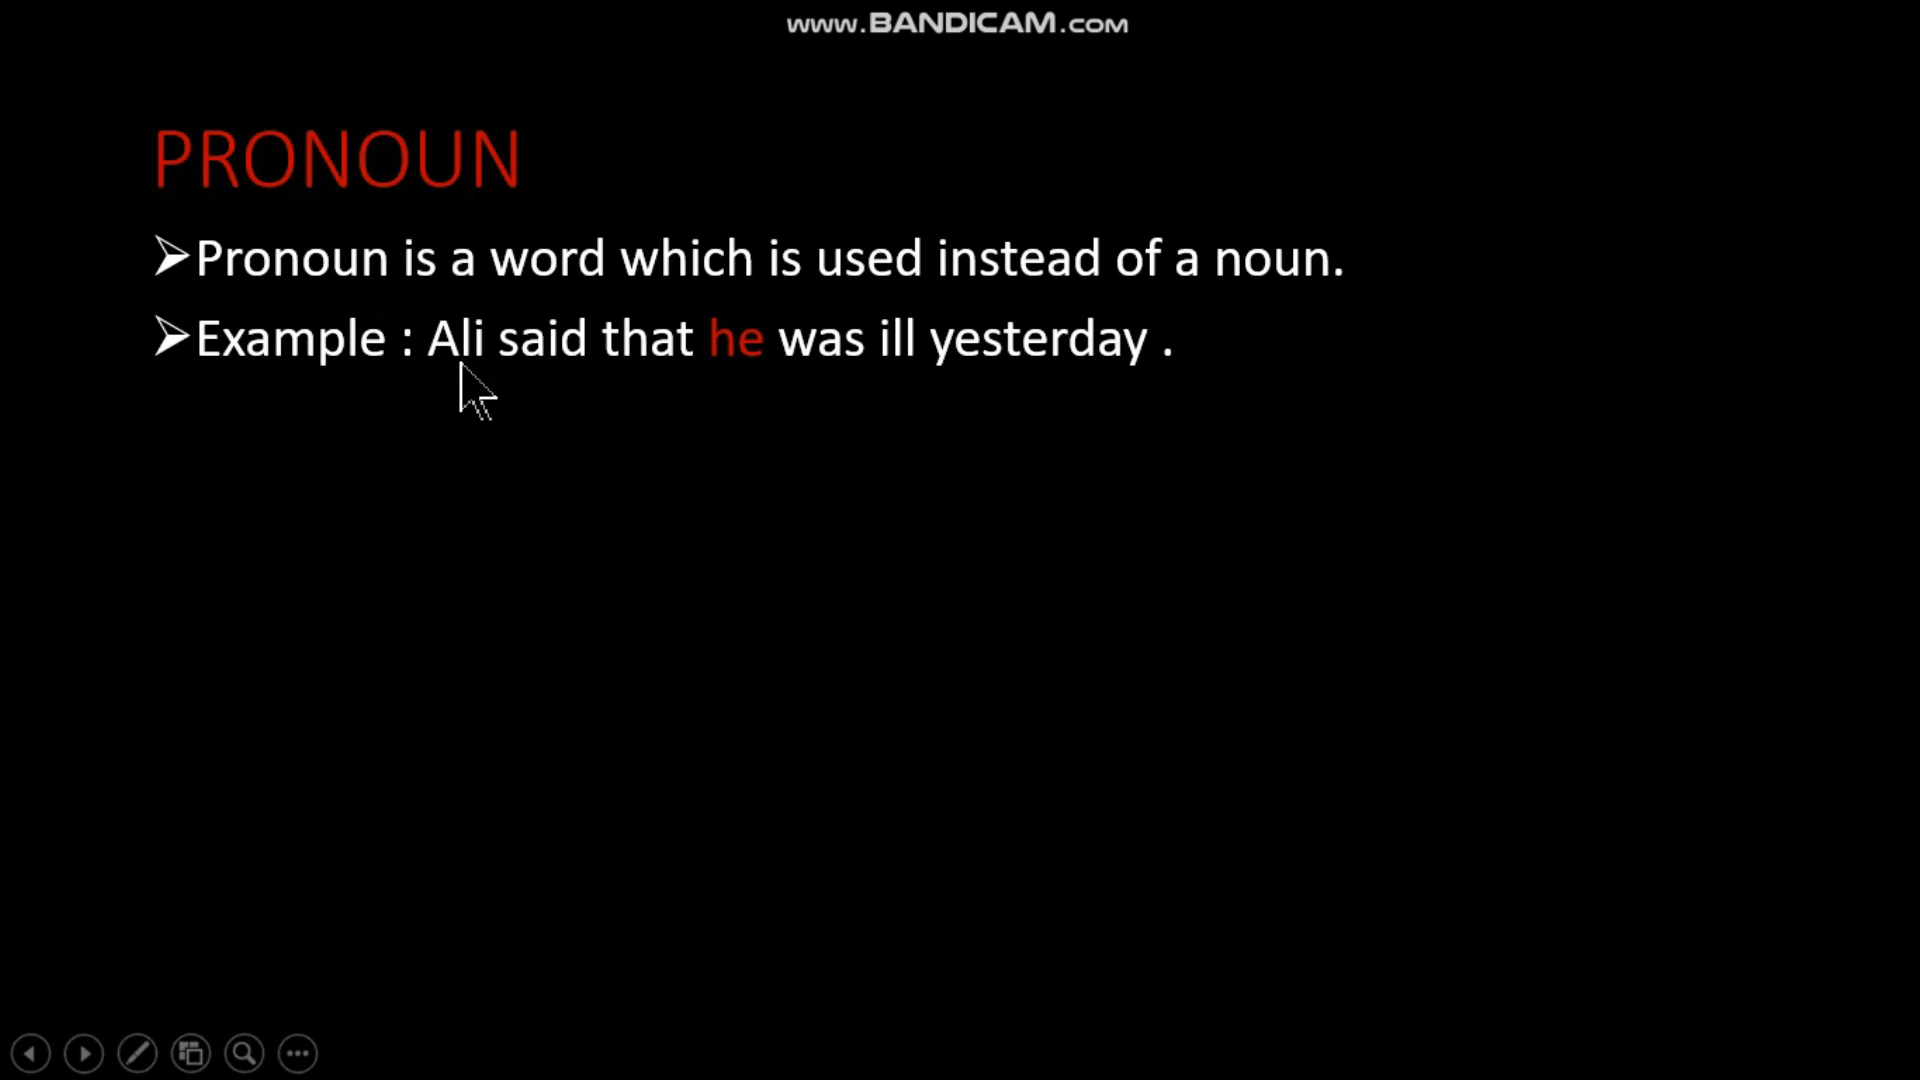 www.BANDICAM.com
PRONOUN
➢Pronoun is a word which is used instead of a noun.
➢Example : Ali said that he was ill yesterday .